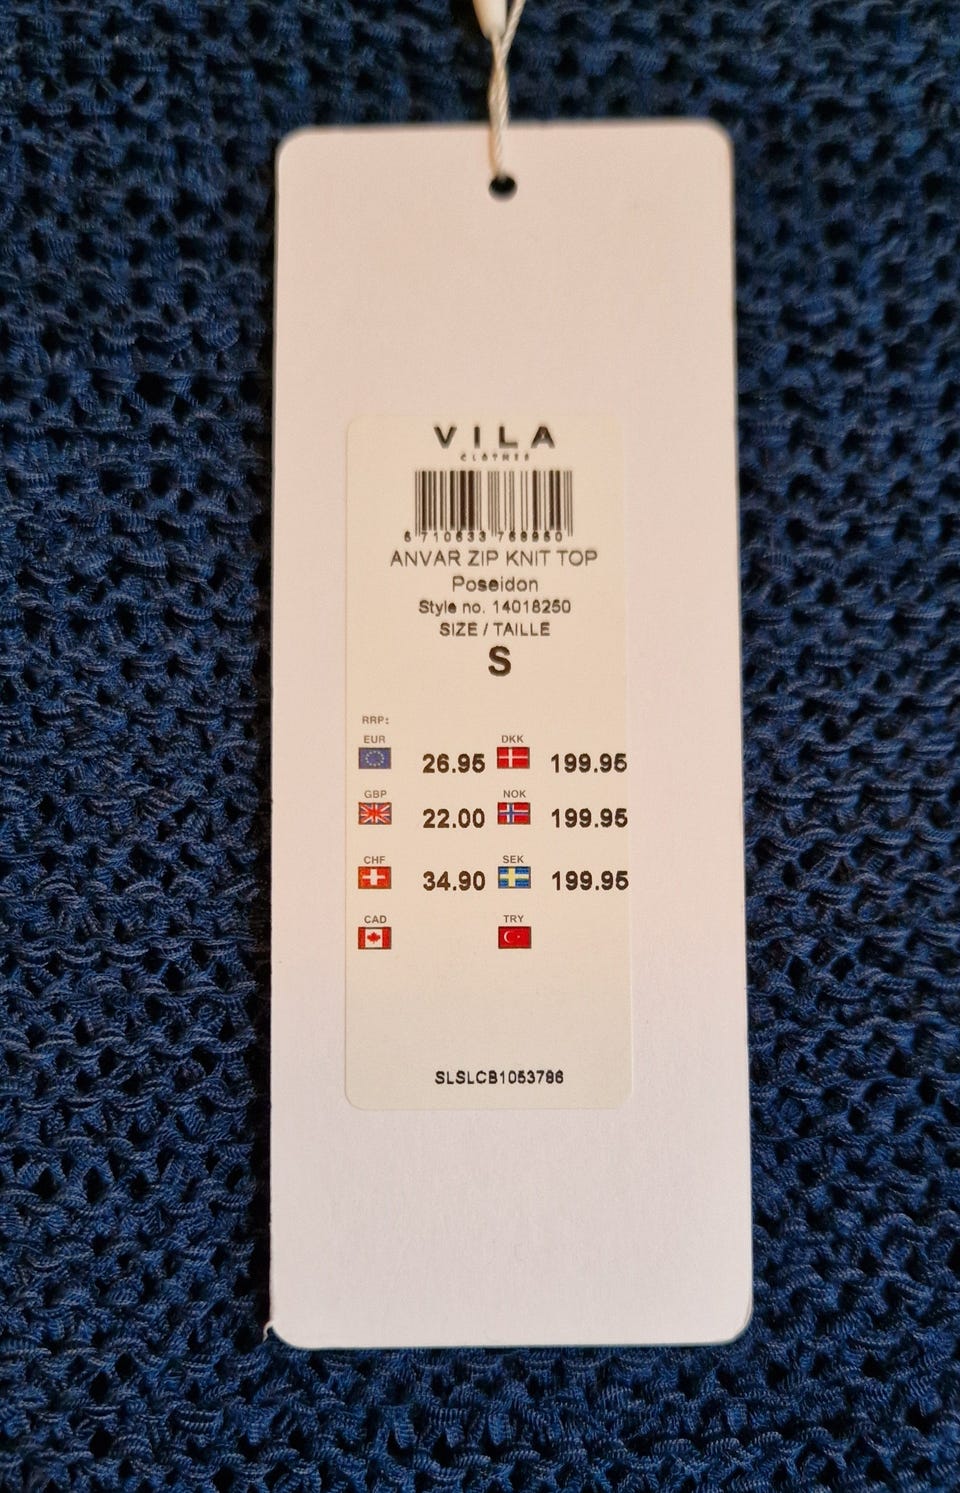 VILA
CLOTHES
ANVAR ZIP KNIT TOP
Poseidon
Style no. 14018250
SIZE / TAILLE
S
RRP:
EUR 26.95 DKK 199.95
GBP 22.00 NOK 199.95
CHF 34.90 SEK 199.95
CAD TRY
SLSLCB1053786